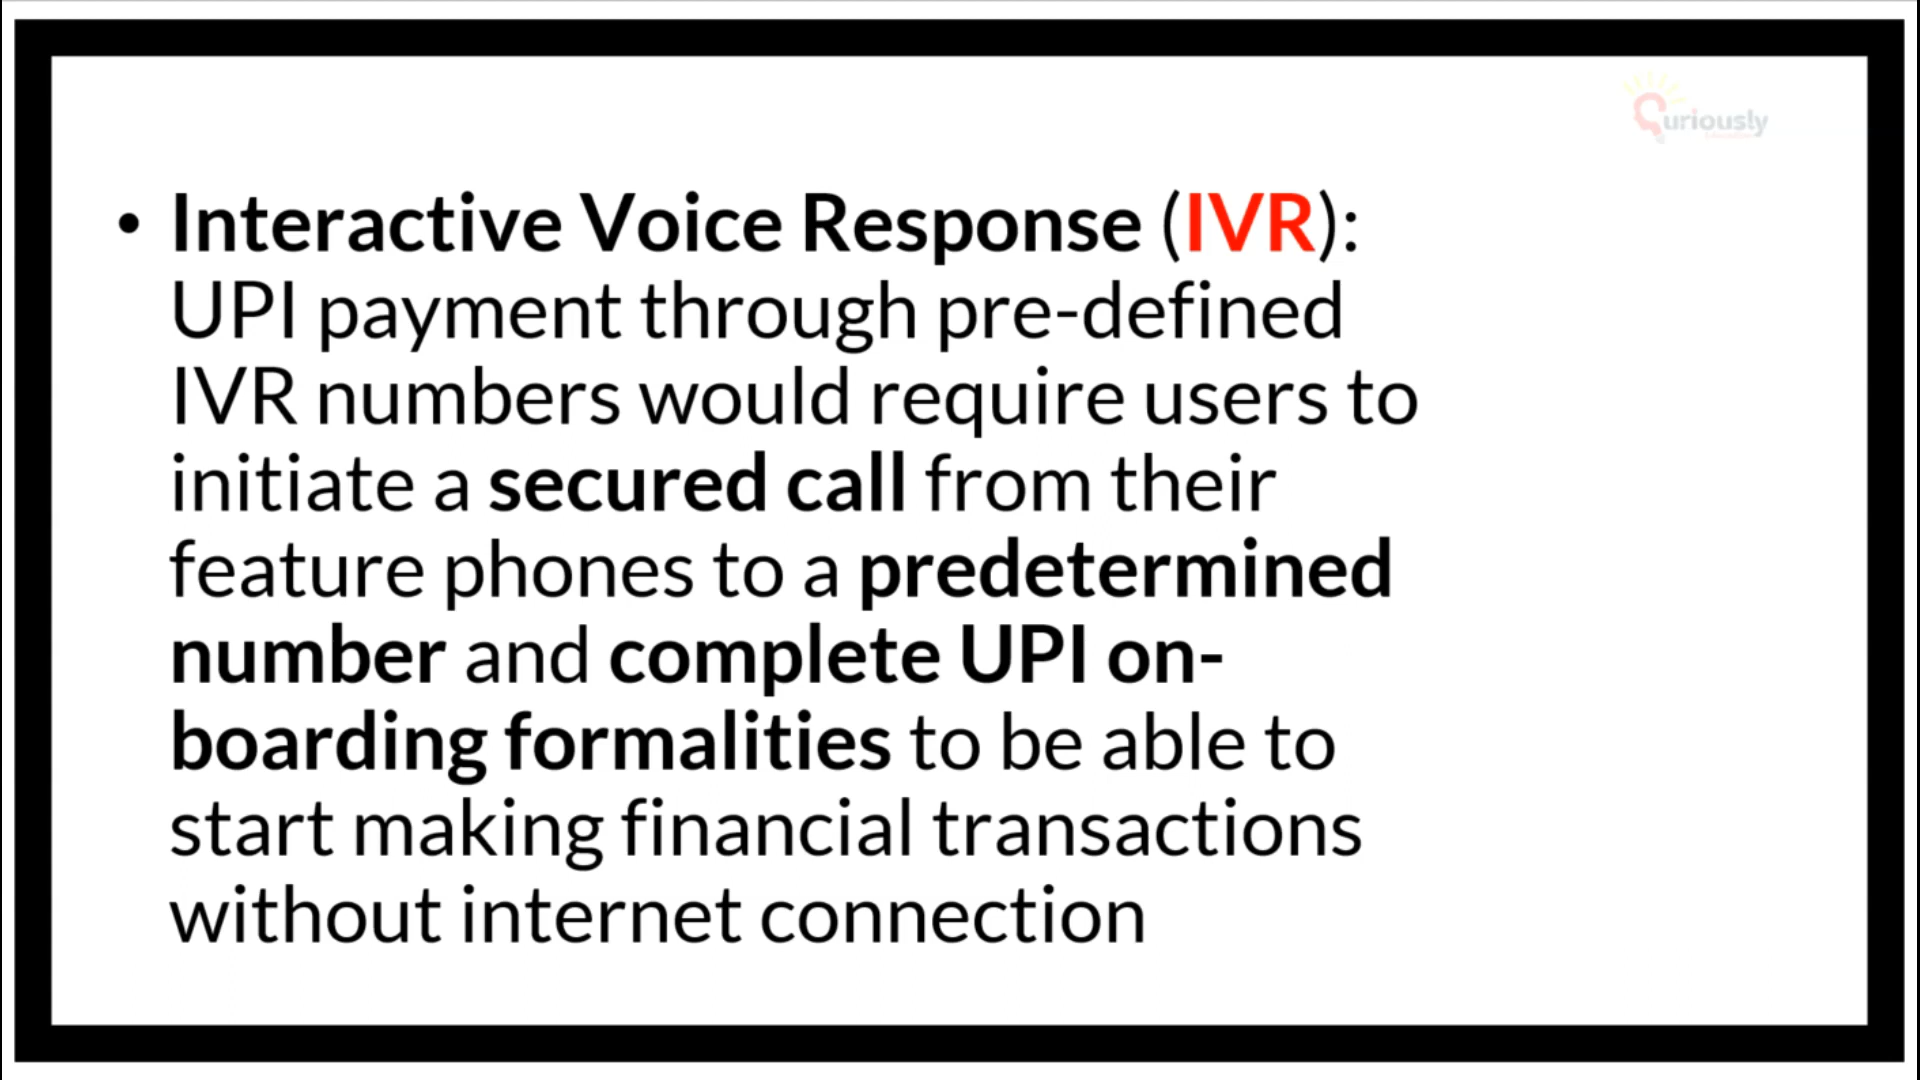 Curiously
• Interactive Voice Response (IVR):
UPI payment through pre-defined
IVR numbers would require users to
initiate a secured call from their
feature phones to a predetermined
number and complete UPI on-
boarding formalities to be able to
start making financial transactions
without internet connection